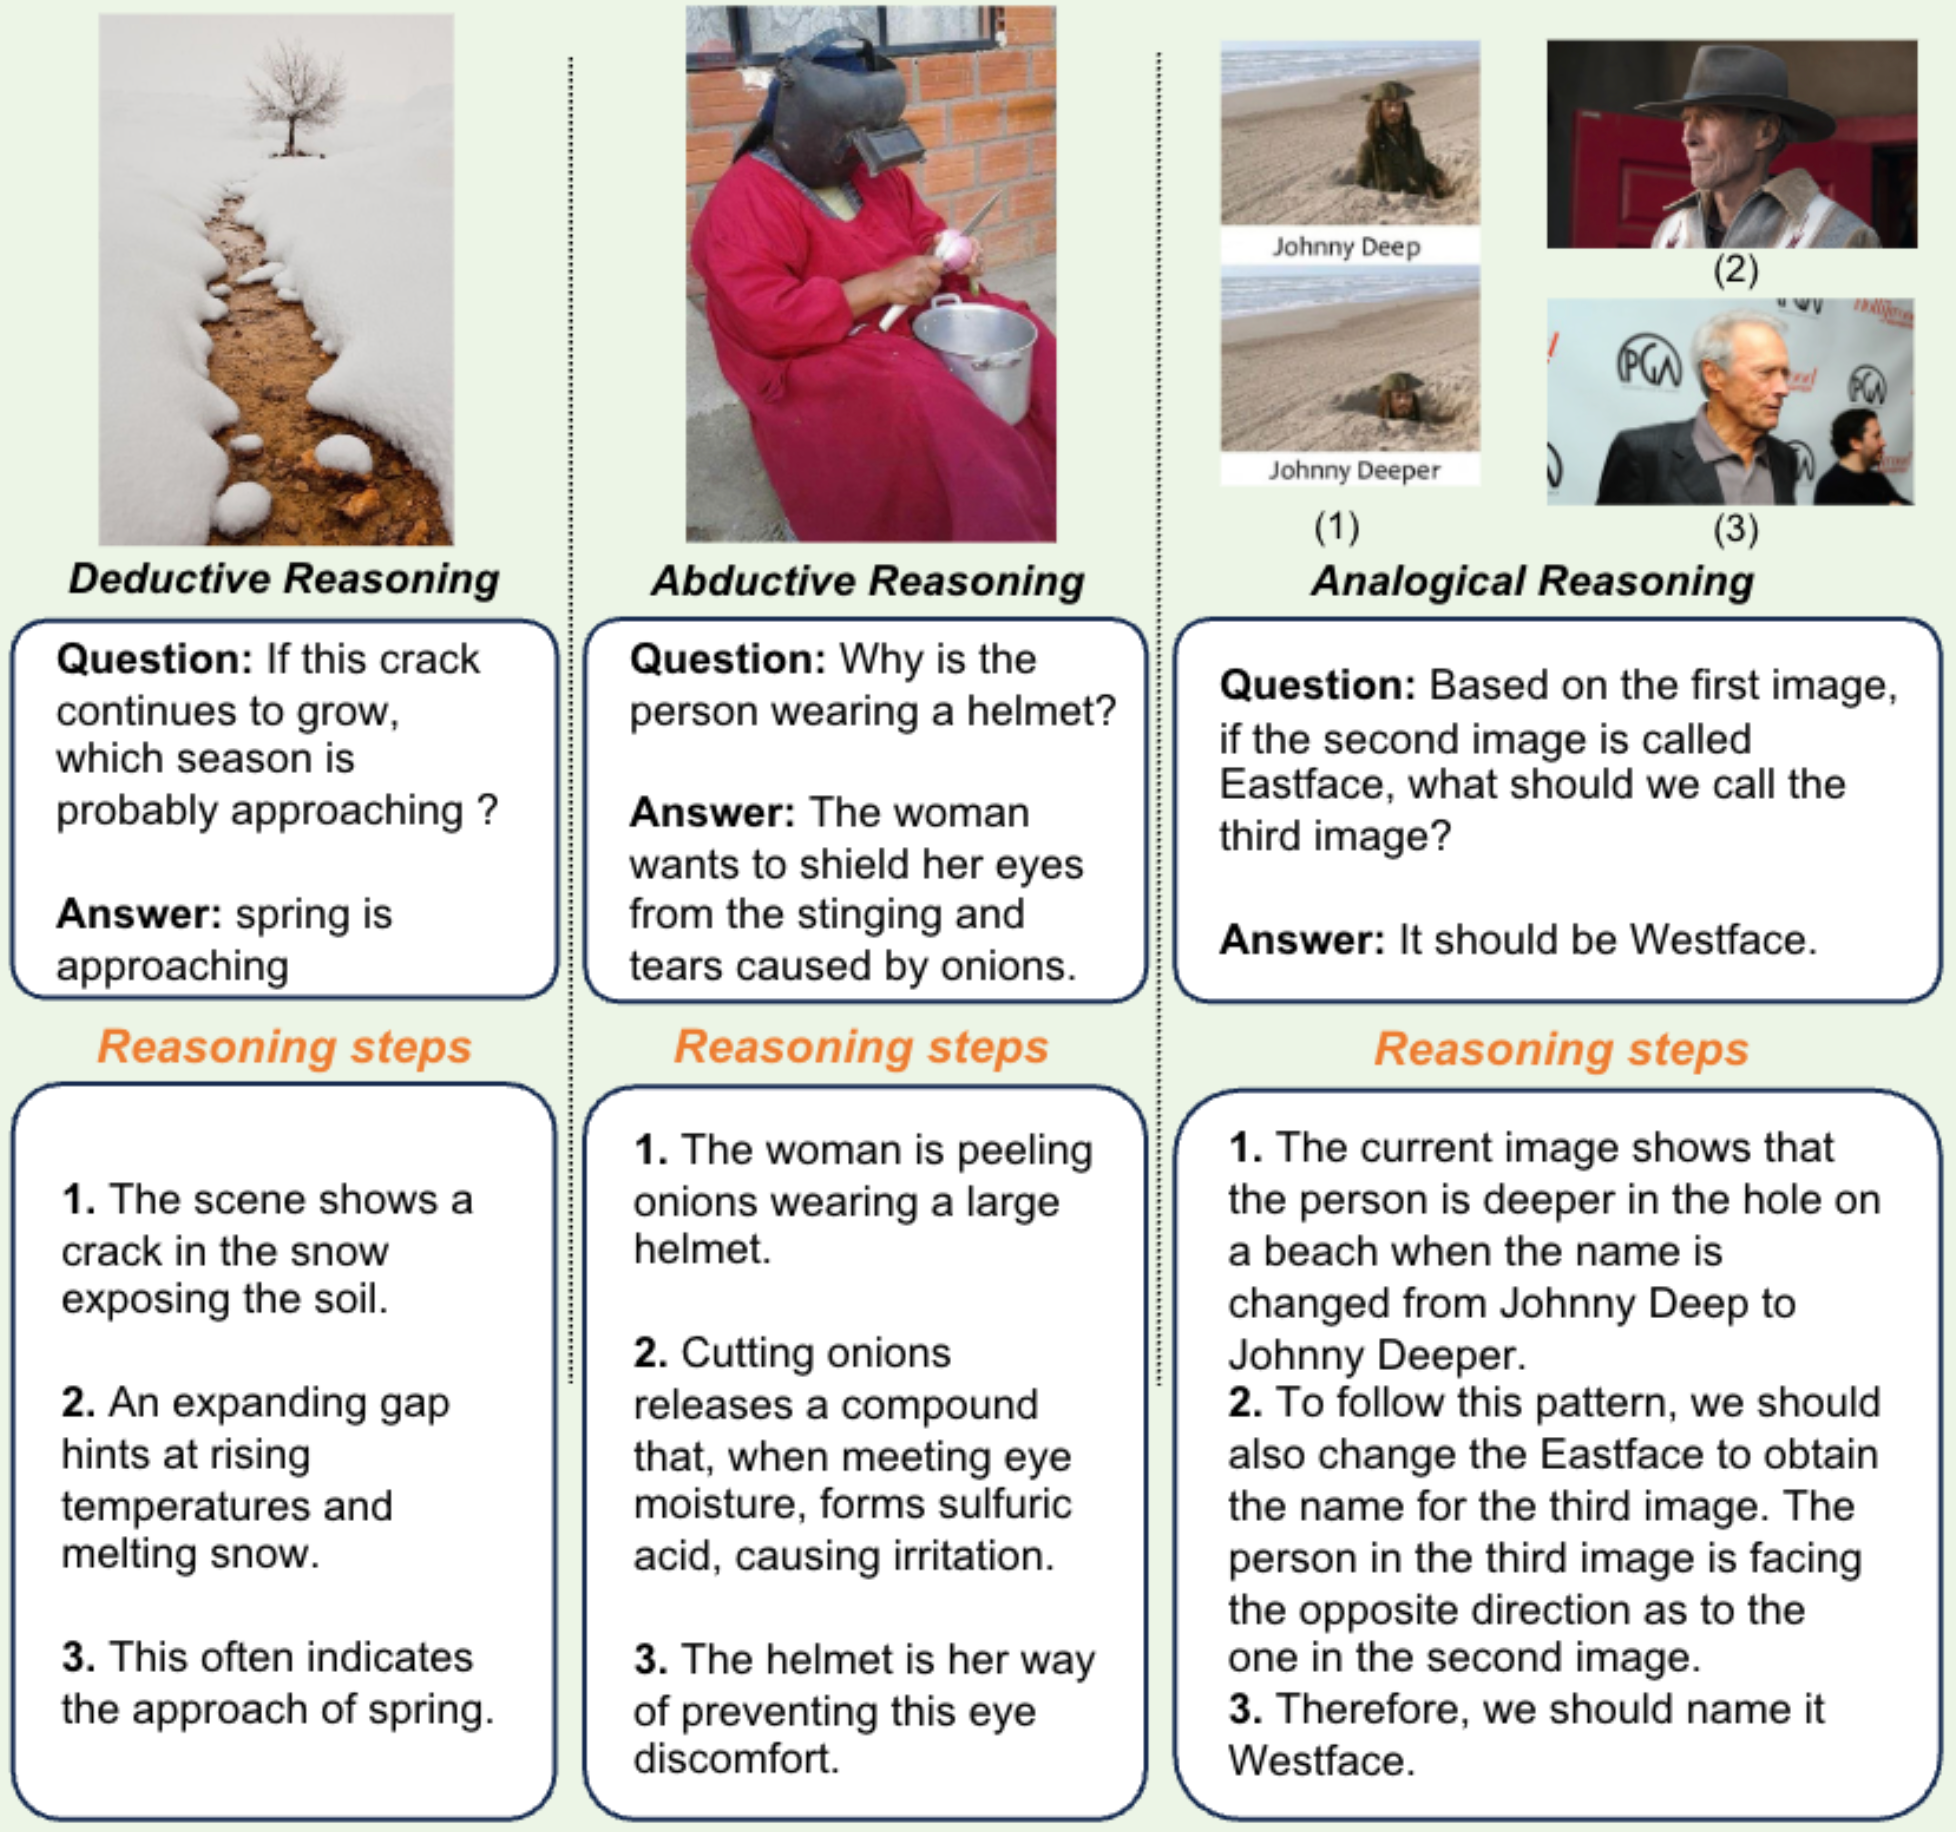 Johnny Deep
Johnny Deeper
(1)
(2)
PGA
PGA
(3)
Deductive Reasoning
Question: If this crack
continues to grow,
which season is
probably approaching ?
Answer: spring is
approaching
Reasoning steps
1. The scene shows a
crack in the snow
exposing the soil.
2. An expanding gap
hints at rising
temperatures and
melting snow.
3. This often indicates
the approach of spring.
Abductive Reasoning
Question: Why is the
person wearing a helmet?
Answer: The woman
wants to shield her eyes
from the stinging and
tears caused by onions.
Reasoning steps
1. The woman is peeling
onions wearing a large
helmet.
2. Cutting onions
releases a compound
that, when meeting eye
moisture, forms sulfuric
acid, causing irritation.
3. The helmet is her way
of preventing this eye
discomfort.
Analogical Reasoning
Question: Based on the first image,
if the second image is called
Eastface, what should we call the
third image?
Answer: It should be Westface.
Reasoning steps
1. The current image shows that
the person is deeper in the hole on
a beach when the name is
changed from Johnny Deep to
Johnny Deeper.
2. To follow this pattern, we should
also change the Eastface to obtain
the name for the third image. The
person in the third image is facing
the opposite direction as to the
one in the second image.
3. Therefore, we should name it
Westface.